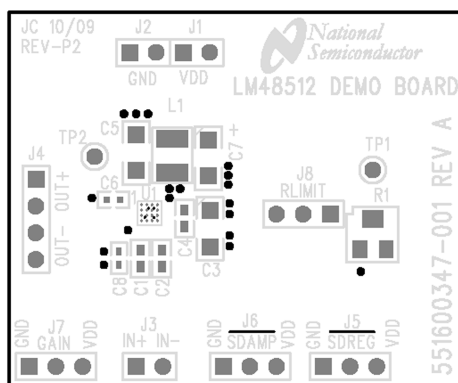 JC 10/09
REV-P2
J2
J1
GND
VDD
National
Semiconductor
LM48512 DEMO BOARD
L1
C5
+
C7
TP2
TP1
J4
OUT+
OUT-
C6
U1
C4
C3
J8
RLIMIT
R1
C8
C1
C2
551600347-001 REV A
GND
J7
GAIN
VDD
J3
IN+ IN-
GND
J6
SDAMP
VDD
GND
J5
SDREG
VDD